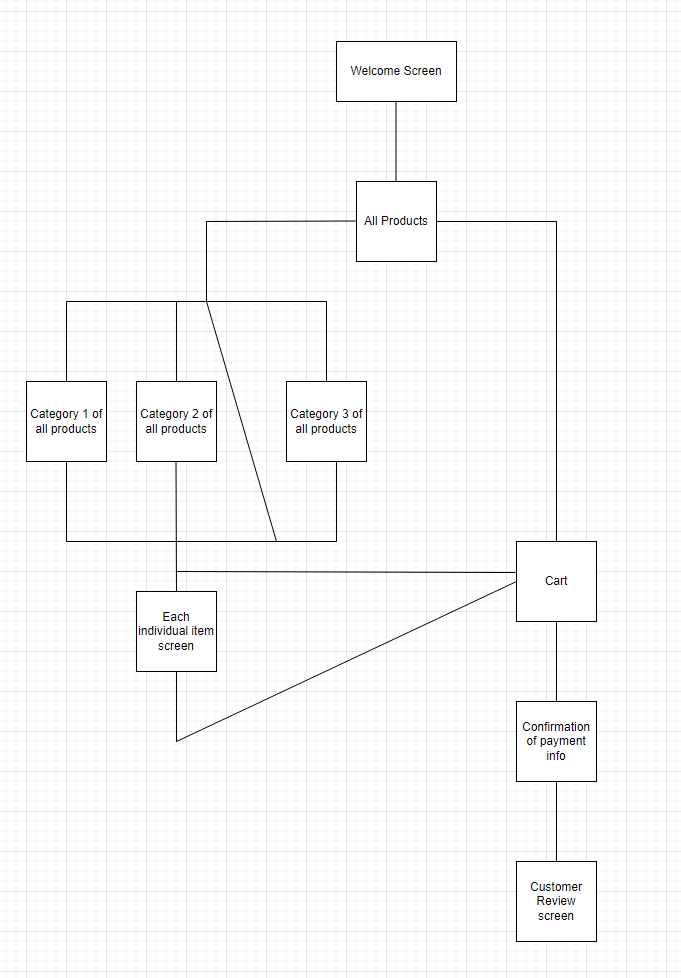 Welcome Screen
All Products
Category 1 of
all products
Category 2 of
all products
Category 3 of
all products
Cart
Each
individual item
screen
Confirmation
of payment
info
Customer
Review
screen